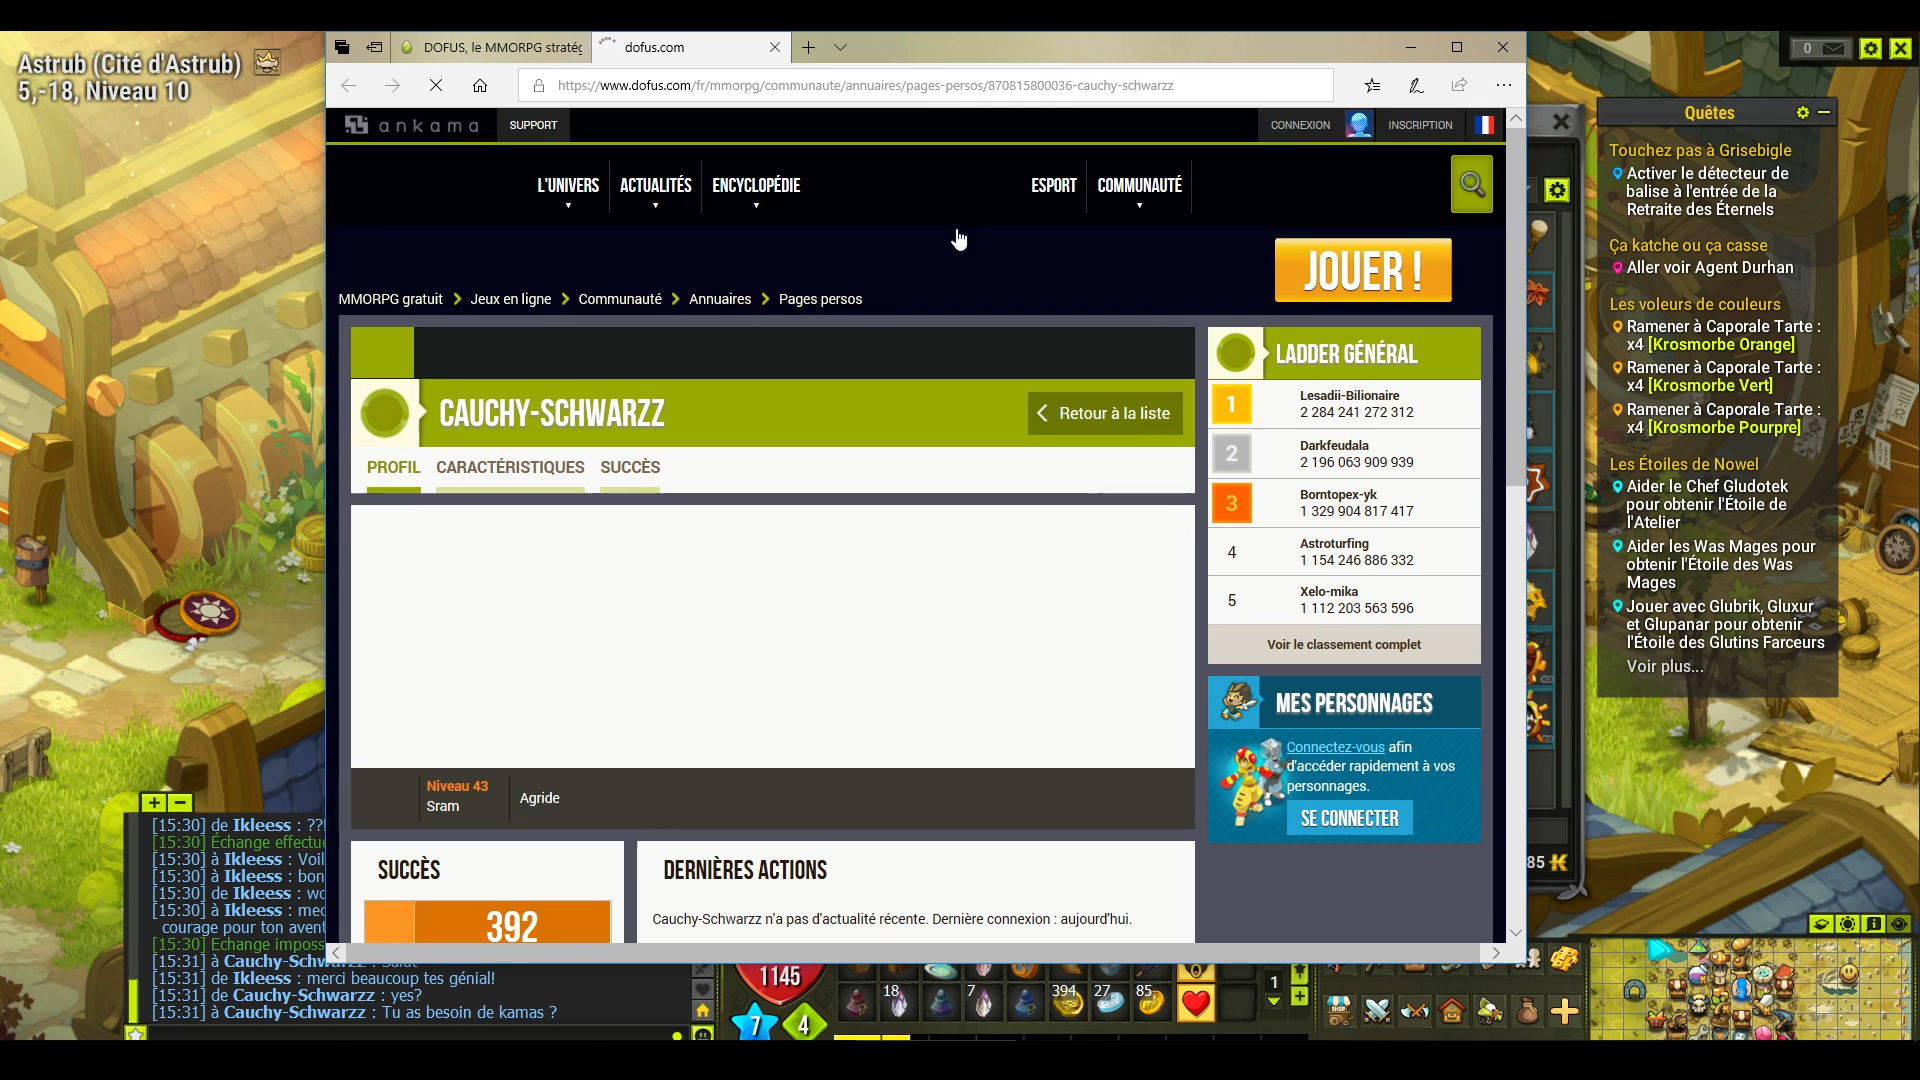 Astrub (Cité d'Astrub)
5,-18, Niveau 10
DOFUS, le MMORPG straté
dofus.com
https://www.dofus.com/fr/mmorpg/communaute/annuaires/pages-persos/870815800036-cauchy-schwarzz
ankama
SUPPORT
CONNEXION
INSCRIPTION
L'UNIVERS
ACTUALITÉS
ENCYCLOPÉDIE
ESPORT
COMMUNAUTÉ
JOUER !
MMORPG gratuit
Jeux en ligne
Communauté
Annuaires
Pages persos
CAUCHY-SCHWARZZ
Retour à la liste
PROFIL
CARACTÉRISTIQUES
SUCCÈS
Niveau 43
Sram
Agride
SUCCÈS
392
DERNIÈRES ACTIONS
Cauchy-Schwarzz n'a pas d'actualité récente. Dernière connexion : aujourd'hui.
LADDER GÉNÉRAL
1
Lesadii-Bilionaire
2 284 241 272 312
2
Darkfeudala
2 196 063 909 939
3
Borntopex-yk
1 329 904 817 417
4
Astroturfing
1 154 246 886 332
5
Xelo-mika
1 112 203 563 596
Voir le classement complet
MES PERSONNAGES
Connectez-vous afin
d'accéder rapidement à vos
personnages.
SE CONNECTER
0
Quêtes
Touchez pas à Grisebigle
Activer le détecteur de
balise à l'entrée de la
Retraite des Éternels
Ça katche ou ça casse
Aller voir Agent Durhan
Les voleurs de couleurs
Ramener à Caporale Tarte :
x4 [Krosmorbe Orange]
Ramener à Caporale Tarte :
x4 [Krosmorbe Vert]
Ramener à Caporale Tarte :
x4 [Krosmorbe Pourpre]
Les Étoiles de Nowel
Aider le Chef Gludotek
pour obtenir l'Étoile de
l'Atelier
Aider les Was Mages pour
obtenir l'Étoile des Was
Mages
Jouer avec Glubrik, Gluxur
et Glupanar pour obtenir
l'Étoile des Glutins Farceurs
Voir plus...
85 K
[15:30] de Ikleess : ??
[15:30] Échange effectu
[15:30] à Ikleess : Voil
[15:30] à Ikleess : bon
[15:30] de Ikleess : wo
[15:30] à Ikleess : mec
courage pour ton avent
[15:30] Echange imposs
[15:31] à Cauchy-Schwarzz : Salut
[15:31] de Ikleess : merci beaucoup tes génial!
[15:31] de Cauchy-Schwarzz : yes?
[15:31] à Cauchy-Schwarzz : Tu as besoin de kamas ?
1145
7
4
18
7
394
27
85
1
SHOP